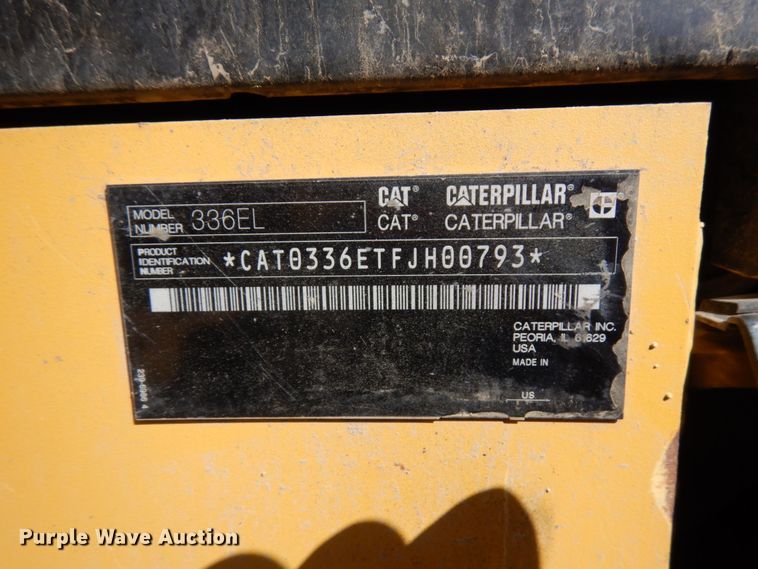 CAT CATERPILLAR®
MODEL NUMBER 336EL CAT® CATERPILLAR®
PRODUCT IDENTIFICATION NUMBER *CAT0336ETFJH00793*
CATERPILLAR INC.
PEORIA, IL 61629
USA
MADE IN
US
Purple Wave Auction